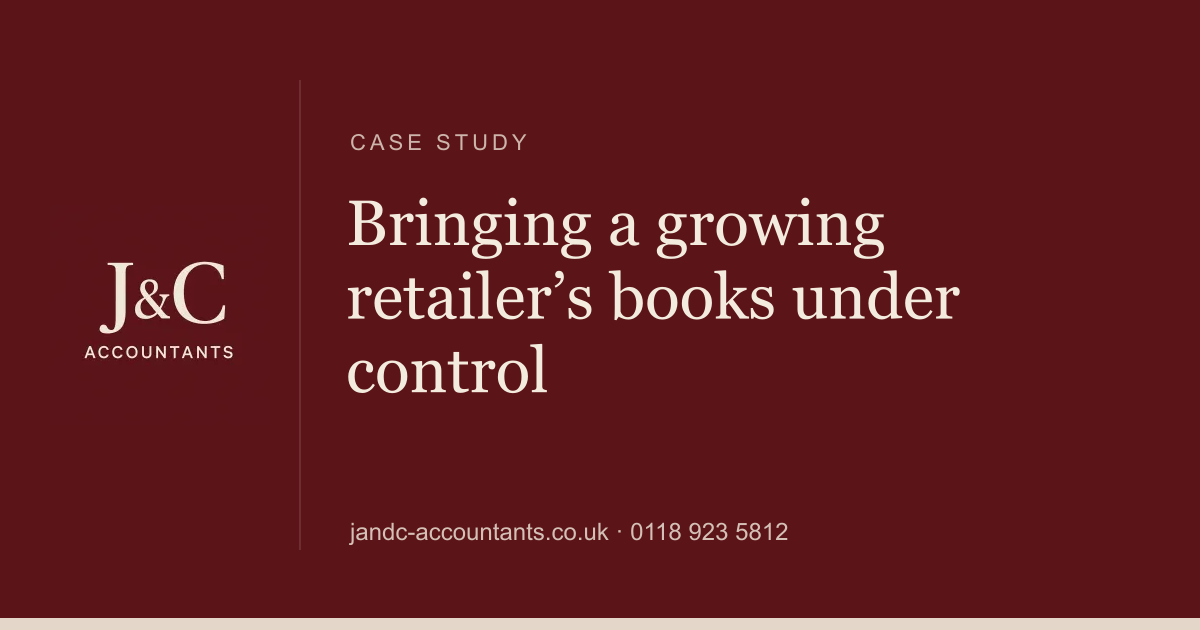 J&C
ACCOUNTANTS
CASE STUDY
Bringing a growing
retailer’s books under
control
jandc-accountants.co.uk · 0118 923 5812